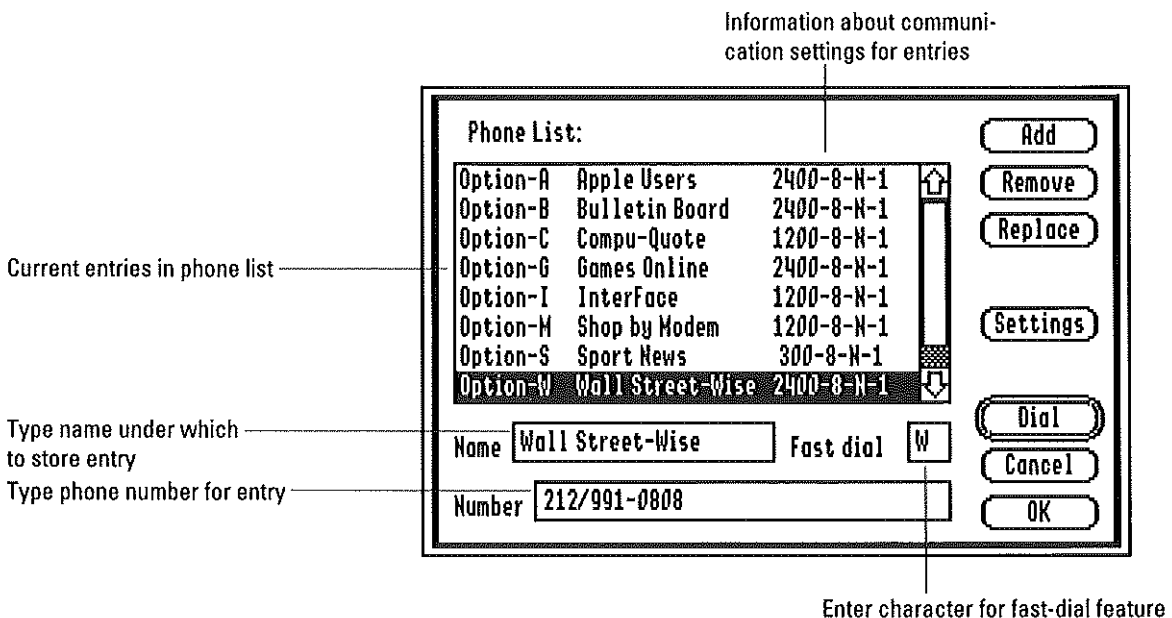 Information about communi-
cation settings for entries
Phone List:
Add
Remove
Replace
Option-A Apple Users 2400-8-N-1
Option-B Bulletin Board 2400-8-N-1
Option-C Compu-Quote 1200-8-N-1
Option-G Games Online 2400-8-N-1
Option-I InterFace 1200-8-N-1
Option-M Shop by Modem 1200-8-N-1
Option-S Sport News 300-8-N-1
Option-W Wall Street-Wise 2400-8-N-1
Current entries in phone list
Settings
Type name under which
to store entry
Name Wall Street-Wise Fast dial W
Dial
Cancel
OK
Type phone number for entry
Number 212/991-0808
Enter character for fast-dial feature